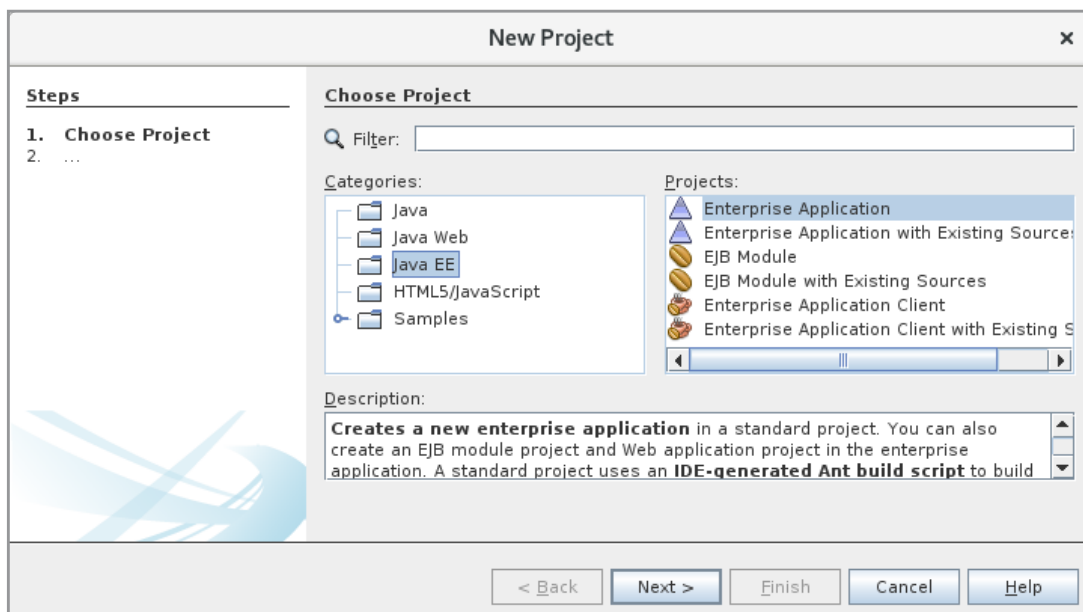 New Project
Steps
1. Choose Project
2. ...
Choose Project
Filter:
Categories:
Java
Java Web
Java EE
HTML5/JavaScript
Samples
Projects:
Enterprise Application
Enterprise Application with Existing Source
EJB Module
EJB Module with Existing Sources
Enterprise Application Client
Enterprise Application Client with Existing S
Description:
Creates a new enterprise application in a standard project. You can also
create an EJB module project and Web application project in the enterprise
application. A standard project uses an IDE-generated Ant build script to build
< Back
Next >
Finish
Cancel
Help